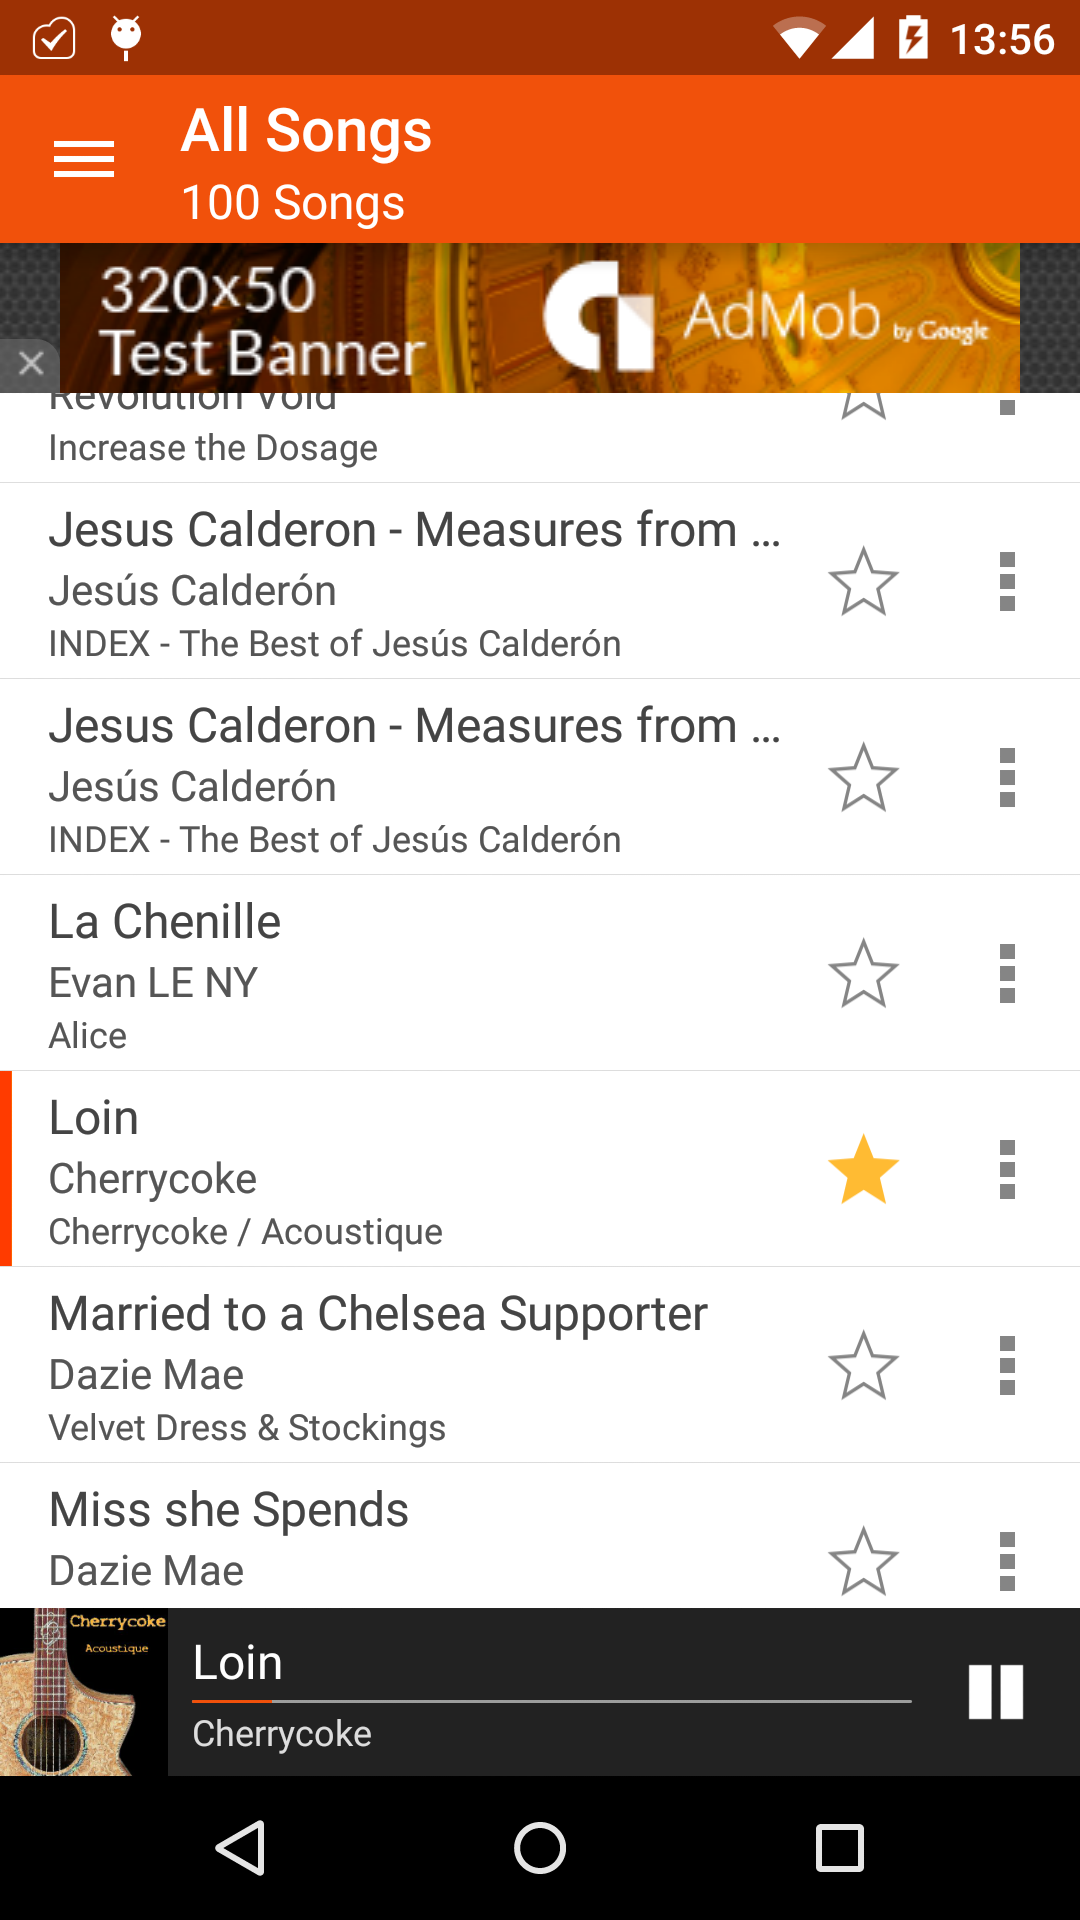 13:56
All Songs
100 Songs
320x50
Test Banner
AdMob by Google
Revolution Void
Increase the Dosage
Jesus Calderon - Measures from ...
Jesús Calderón
INDEX - The Best of Jesús Calderón
Jesus Calderon - Measures from ...
Jesús Calderón
INDEX - The Best of Jesús Calderón
La Chenille
Evan LE NY
Alice
Loin
Cherrycoke
Cherrycoke / Acoustique
Married to a Chelsea Supporter
Dazie Mae
Velvet Dress & Stockings
Miss she Spends
Dazie Mae
Cherrycoke
Acoustique
Loin
Cherrycoke